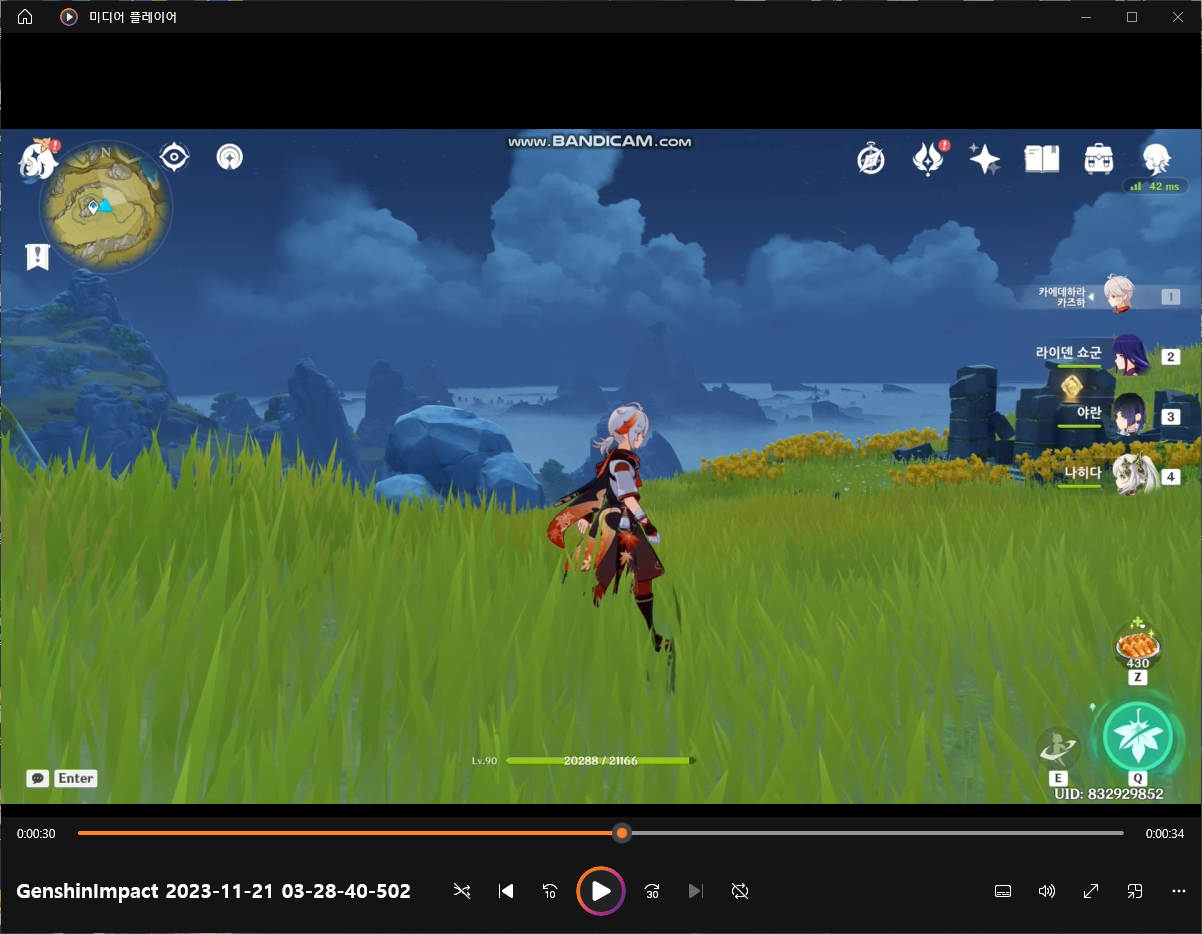 미디어 플레이어
www.BANDICAM.com
N
42 ms
카에데하라
카즈하
1
라이덴 쇼군
2
야란
3
나히다
4
430
Z
Lv.90
20288 / 21166
Enter
E
Q
UID: 832929852
0:00:30
0:00:34
GenshinImpact 2023-11-21 03-28-40-502
10
30